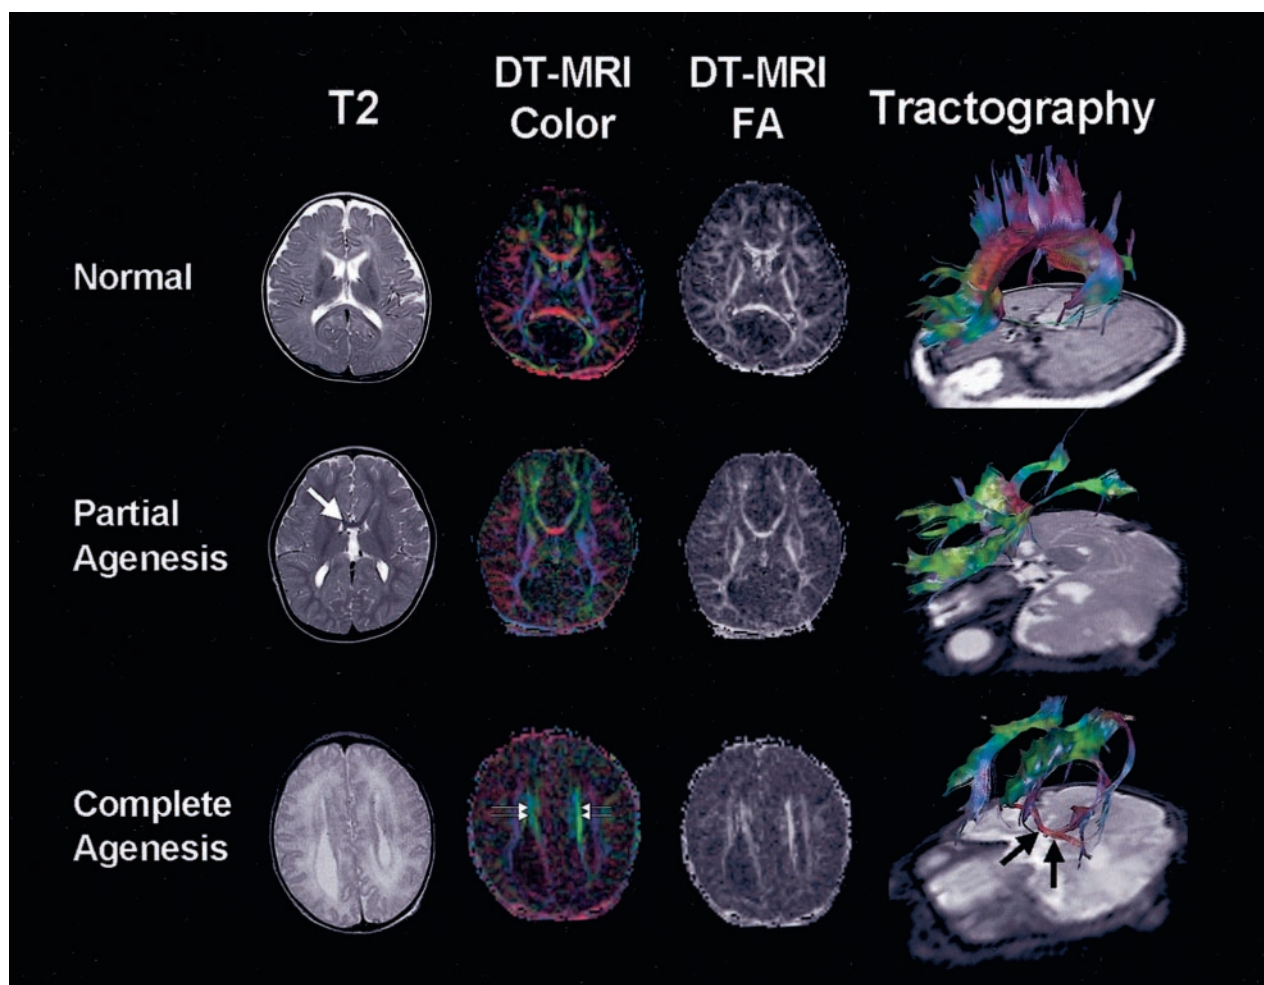 T2
DT-MRI
Color
DT-MRI
FA
Tractography
Normal
Partial
Agenesis
Complete
Agenesis